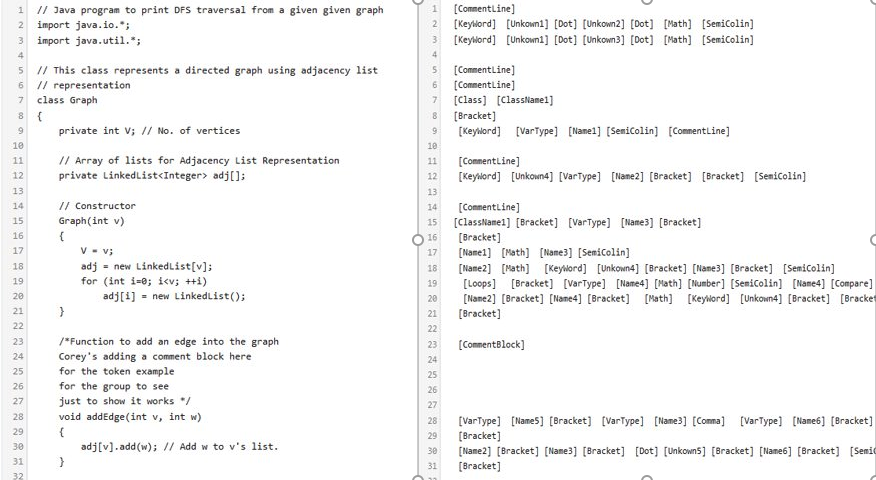 1 // Java program to print DFS traversal from a given given graph
2 import java.io.*;
3 import java.util.*;
4
5 // This class represents a directed graph using adjacency list
6 // representation
7 class Graph
8 {
9 private int V; // No. of vertices
10
11 // Array of lists for Adjacency List Representation
12 private LinkedList<Integer> adj[];
13
14 // Constructor
15 Graph(int v)
16 {
17 V = v;
18 adj = new LinkedList[v];
19 for (int i=0; i<v; ++i)
20 adj[i] = new LinkedList();
21 }
22
23 /*Function to add an edge into the graph
24 Corey's adding a comment block here
25 for the token example
26 for the group to see
27 just to show it works */
28 void addEdge(int v, int w)
29 {
30 adj[v].add(w); // Add w to v's list.
31 }
32
1 [CommentLine]
2 [KeyWord] [Unkown1] [Dot] [Unkown2] [Dot] [Math] [SemiColin]
3 [KeyWord] [Unkown1] [Dot] [Unkown3] [Dot] [Math] [SemiColin]
4
5 [CommentLine]
6 [CommentLine]
7 [Class] [ClassName1]
8 [Bracket]
9 [KeyWord] [VarType] [Name1] [SemiColin] [CommentLine]
10
11 [CommentLine]
12 [KeyWord] [Unkown4] [VarType] [Name2] [Bracket] [Bracket] [SemiColin]
13
14 [CommentLine]
15 [ClassName1] [Bracket] [VarType] [Name3] [Bracket]
16 [Bracket]
17 [Name1] [Math] [Name3] [SemiColin]
18 [Name2] [Math] [KeyWord] [Unkown4] [Bracket] [Name3] [Bracket] [SemiColin]
19 [Loops] [Bracket] [VarType] [Name4] [Math] [Number] [SemiColin] [Name4] [Compare]
20 [Name2] [Bracket] [Name4] [Bracket] [Math] [KeyWord] [Unkown4] [Bracket] [Bracket
21 [Bracket]
22
23 [CommentBlock]
24
25
26
27
28 [VarType] [Name5] [Bracket] [VarType] [Name3] [Comma] [VarType] [Name6] [Bracket]
29 [Bracket]
30 [Name2] [Bracket] [Name3] [Bracket] [Dot] [Unkown5] [Bracket] [Name6] [Bracket] [Semi
31 [Bracket]